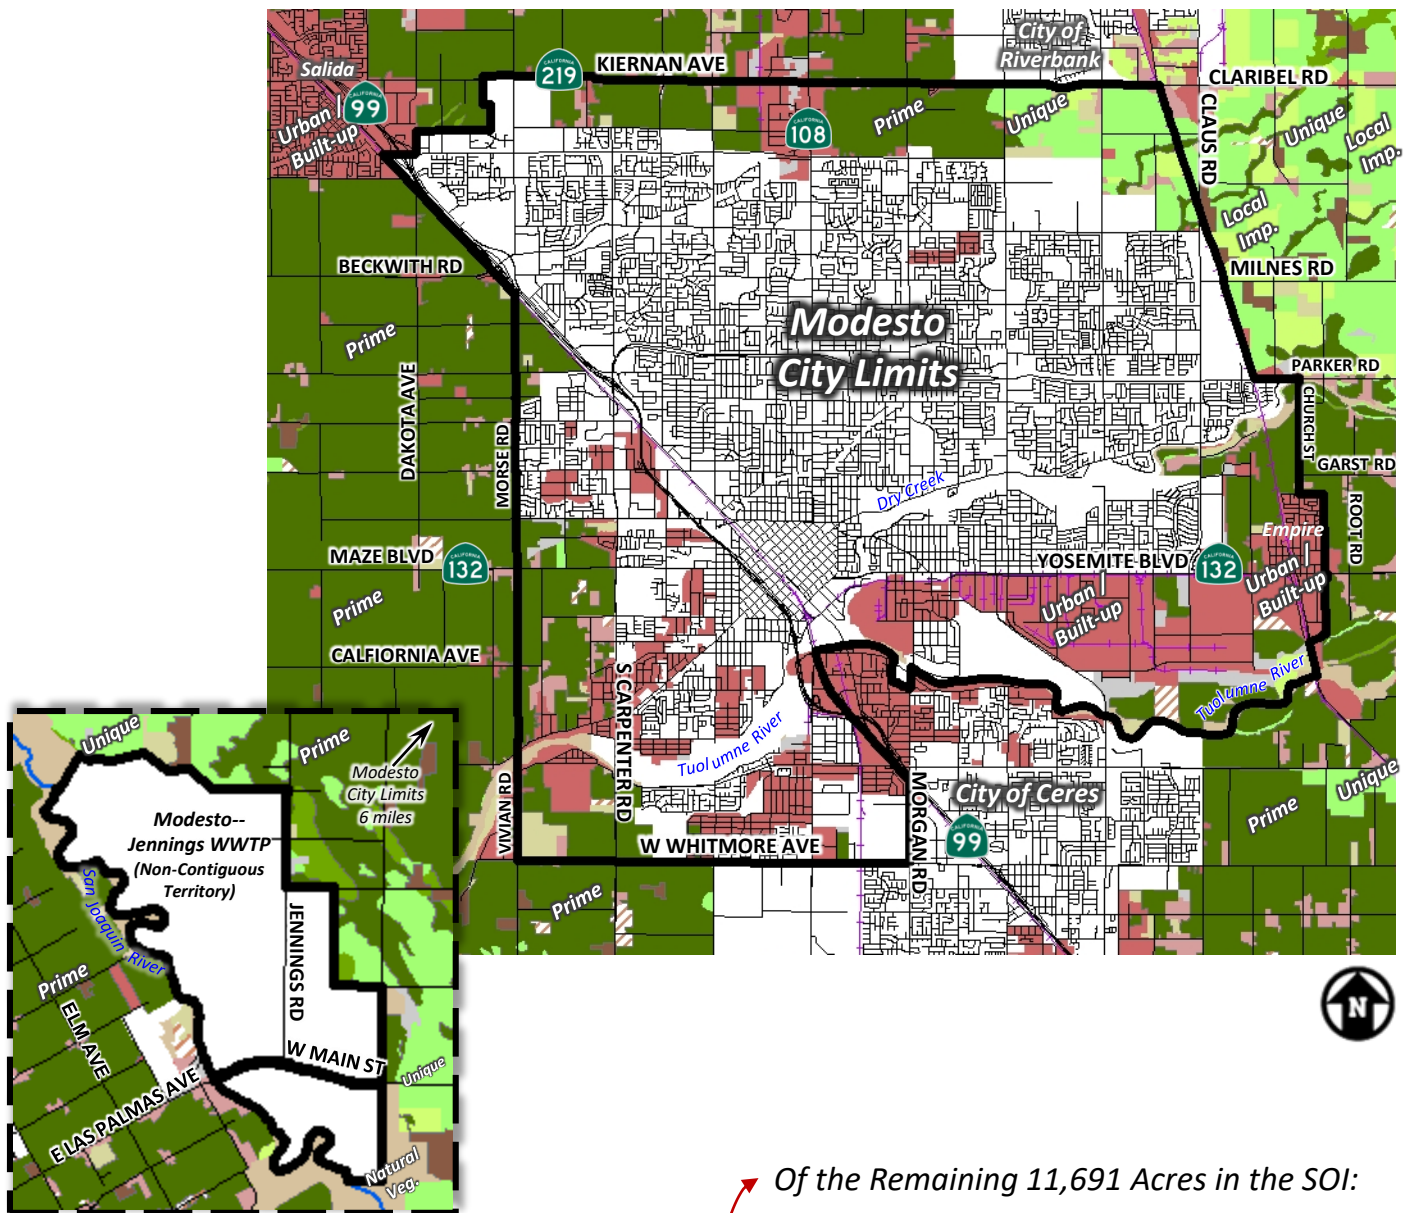 City of
Riverbank
KIERNAN AVE
CALIFORNIA
219
Salida
CLARIBEL RD
CALIFORNIA
99
Urban |
Built-up
CALIFORNIA
108
Prime
Unique
CLAUS RD
Unique
Local
Imp.
Local
Imp.
BECKWITH RD
MILNES RD
Modesto
City Limits
Prime
PARKER RD
DAKOTA AVE
CHURCH ST
MORSE RD
GARST RD
Dry Creek
ROOT RD
Empire
MAZE BLVD
CALIFORNIA
132
YOSEMITE BLVD
CALIFORNIA
132
Urban |
Built-up
Urban |
Built-up
Prime
CALFIORNIA AVE
S CARPENTER RD
Tuolumne River
Tuolumne River
Unique
VIVIAN RD
MORGAN RD
City of Ceres
Prime
W WHITMORE AVE
CALIFORNIA
99
Prime
Unique
Prime
Modesto
City Limits
6 miles
Modesto--
Jennings WWTP
(Non-Contiguous
Territory)
San Joaquin River
JENNINGS RD
Prime
ELM AVE
W MAIN ST
E LAS PALMAS AVE
Unique
Natural
Veg.
N
Of the Remaining 11,691 Acres in the SOI: